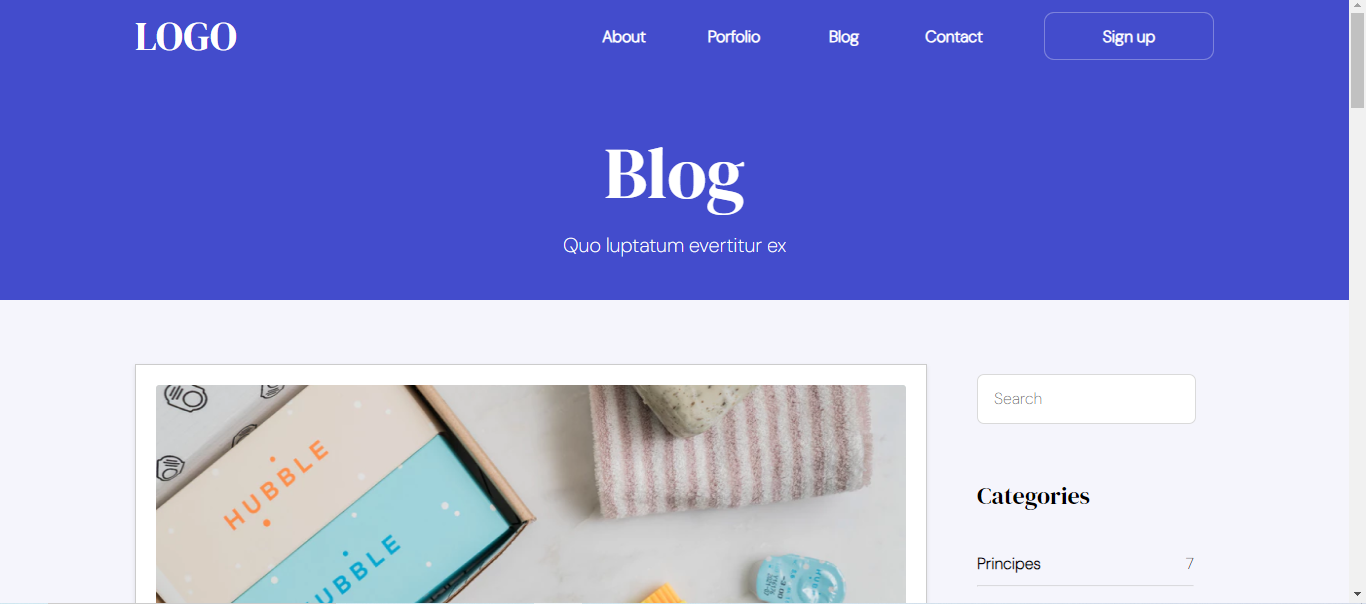 LOGO
About Porfolio Blog Contact Sign up
Blog
Quo luptatum evertitur ex
Search
HUBBLE
HUBBLE
Categories
Principes 7